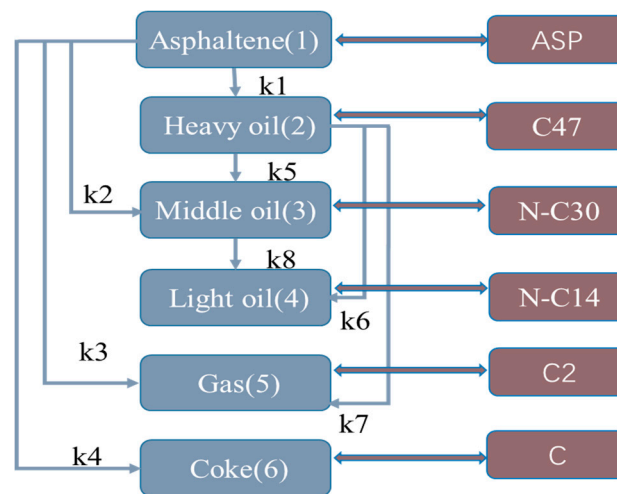 Asphaltene(1)
ASP
k1
Heavy oil(2)
C47
k5
k2
Middle oil(3)
N-C30
k8
Light oil(4)
N-C14
k6
k3
Gas(5)
C2
k7
k4
Coke(6)
C